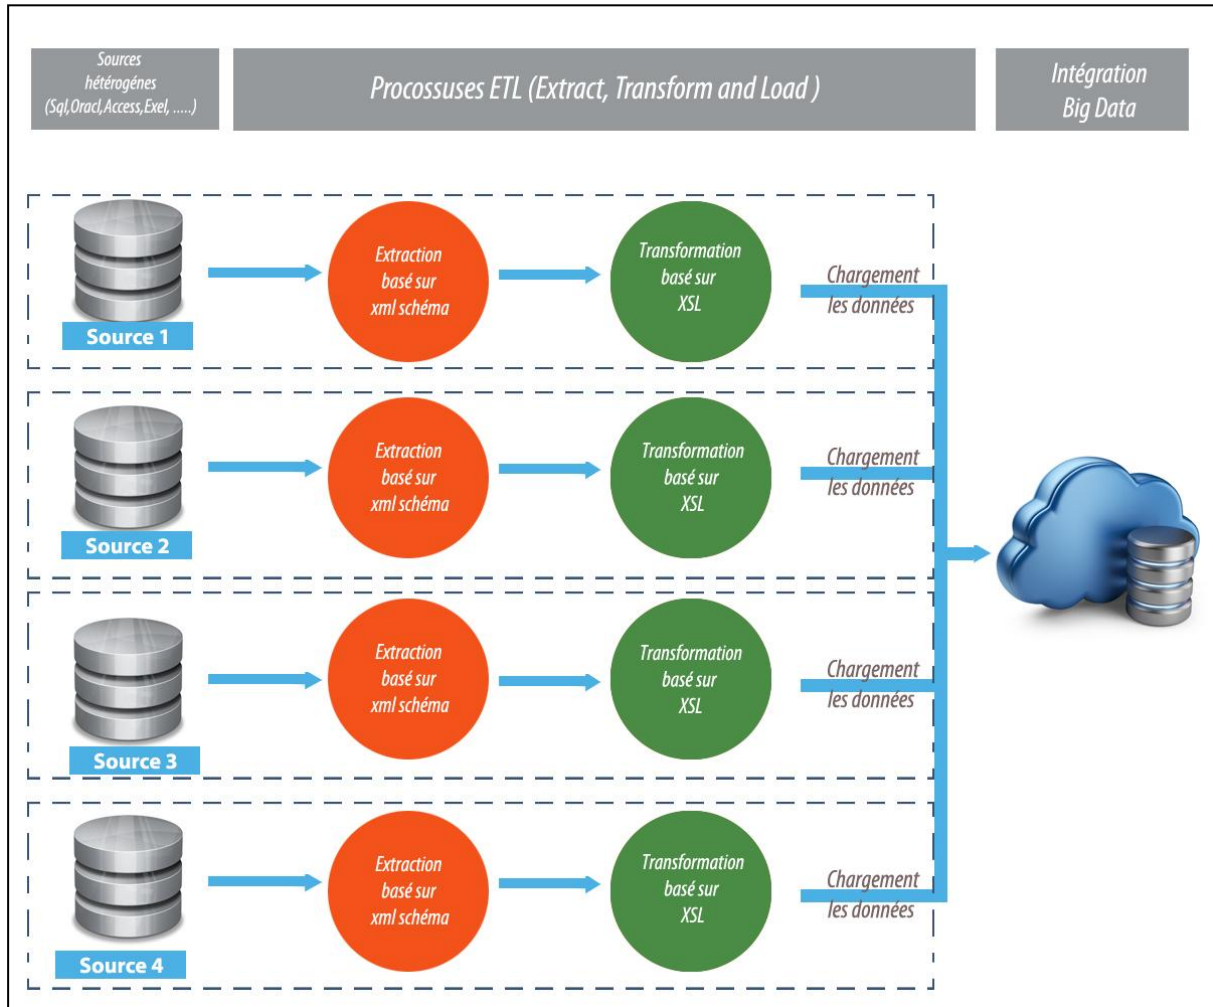 Sources
hétérogénes
(Sql,Oracl,Access,Exel, .....)
Procossuses ETL (Extract, Transform and Load )
Intégration
Big Data
Source 1
Extraction
basé sur
xml schéma
Transformation
basé sur
XSL
Chargement
les données
Source 2
Extraction
basé sur
xml schéma
Transformation
basé sur
XSL
Chargement
les données
Source 3
Extraction
basé sur
xml schéma
Transformation
basé sur
XSL
Chargement
les données
Source 4
Extraction
basé sur
xml schéma
Transformation
basé sur
XSL
Chargement
les données